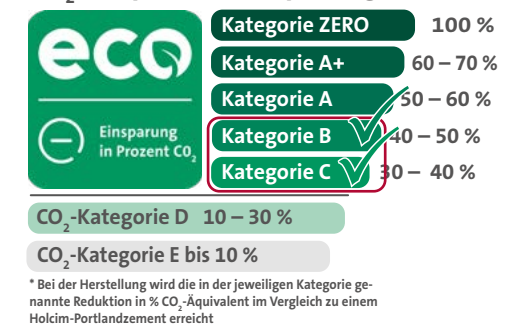 eco
Einsparung
in Prozent CO₂
Kategorie ZERO 100 %
Kategorie A+ 60 – 70 %
Kategorie A 50 – 60 %
Kategorie B 40 – 50 %
Kategorie C 30 – 40 %
CO₂-Kategorie D 10 – 30 %
CO₂-Kategorie E bis 10 %
* Bei der Herstellung wird die in der jeweiligen Kategorie ge-
nannte Reduktion in % CO₂-Äquivalent im Vergleich zu einem
Holcim-Portlandzement erreicht